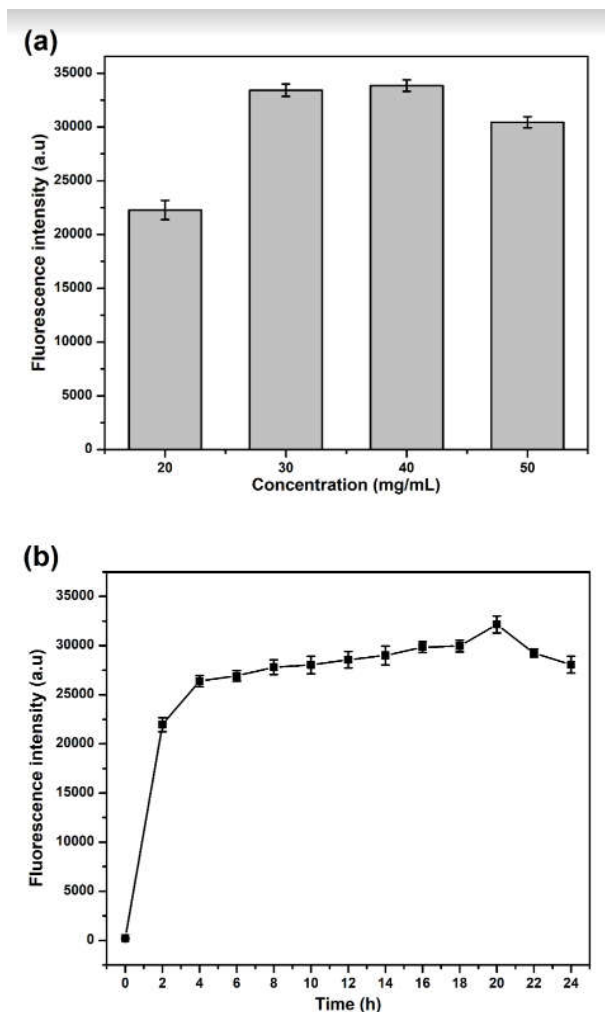 (a)
Fluorescence intensity (a.u)
35000
30000
25000
20000
15000
10000
5000
0
20 30 40 50
Concentration (mg/mL)
(b)
Fluorescence intensity (a.u)
35000
30000
25000
20000
15000
10000
5000
0
0 2 4 6 8 10 12 14 16 18 20 22 24
Time (h)